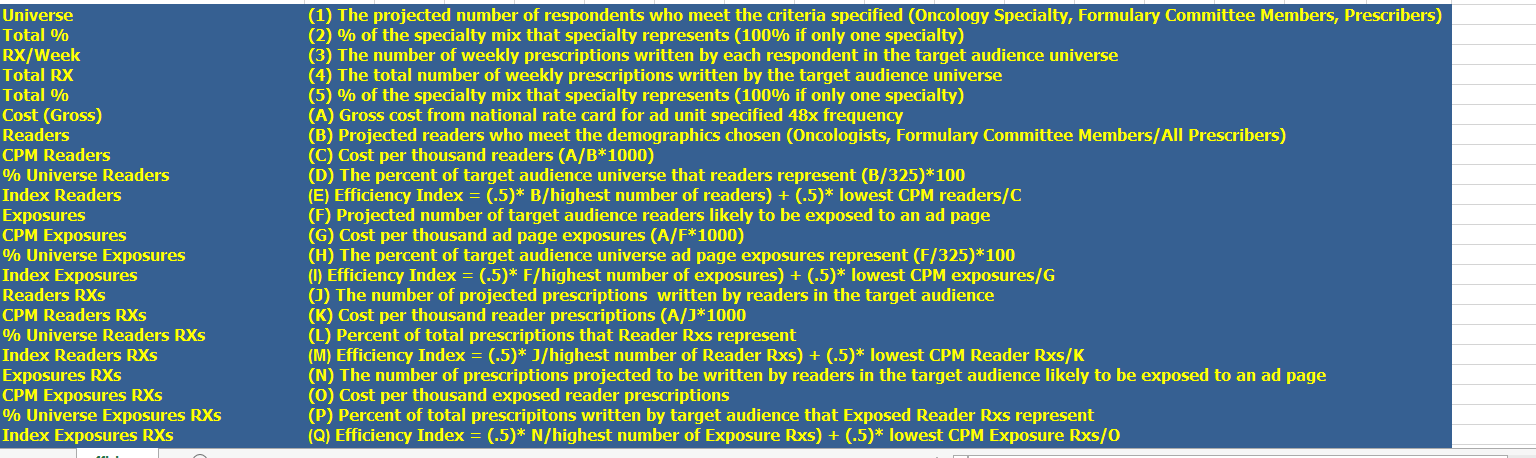 Universe (1) The projected number of respondents who meet the criteria specified (Oncology Specialty, Formulary Committee Members, Prescribers)
Total % (2) % of the specialty mix that specialty represents (100% if only one specialty)
RX/Week (3) The number of weekly prescriptions written by each respondent in the target audience universe
Total RX (4) The total number of weekly prescriptions written by the target audience universe
Total % (5) % of the specialty mix that specialty represents (100% if only one specialty)
Cost (Gross) (A) Gross cost from national rate card for ad unit specified 48x frequency
Readers (B) Projected readers who meet the demographics chosen (Oncologists, Formulary Committee Members/All Prescribers)
CPM Readers (C) Cost per thousand readers (A/B*1000)
% Universe Readers (D) The percent of target audience universe that readers represent (B/325)*100
Index Readers (E) Efficiency Index = (.5)* B/highest number of readers) + (.5)* lowest CPM readers/C
Exposures (F) Projected number of target audience readers likely to be exposed to an ad page
CPM Exposures (G) Cost per thousand ad page exposures (A/F*1000)
% Universe Exposures (H) The percent of target audience universe ad page exposures represent (F/325)*100
Index Exposures (I) Efficiency Index = (.5)* F/highest number of exposures) + (.5)* lowest CPM exposures/G
Readers RXs (J) The number of projected prescriptions  written by readers in the target audience
CPM Readers RXs (K) Cost per thousand reader prescriptions (A/J*1000
% Universe Readers RXs (L) Percent of total prescriptions that Reader Rxs represent
Index Readers RXs (M) Efficiency Index = (.5)* J/highest number of Reader Rxs) + (.5)* lowest CPM Reader Rxs/K
Exposures RXs (N) The number of prescriptions projected to be written by readers in the target audience likely to be exposed to an ad page
CPM Exposures RXs (O) Cost per thousand exposed reader prescriptions
% Universe Exposures RXs (P) Percent of total prescripitons written by target audience that Exposed Reader Rxs represent
Index Exposures RXs (Q) Efficiency Index = (.5)* N/highest number of Exposure Rxs) + (.5)* lowest CPM Exposure Rxs/O